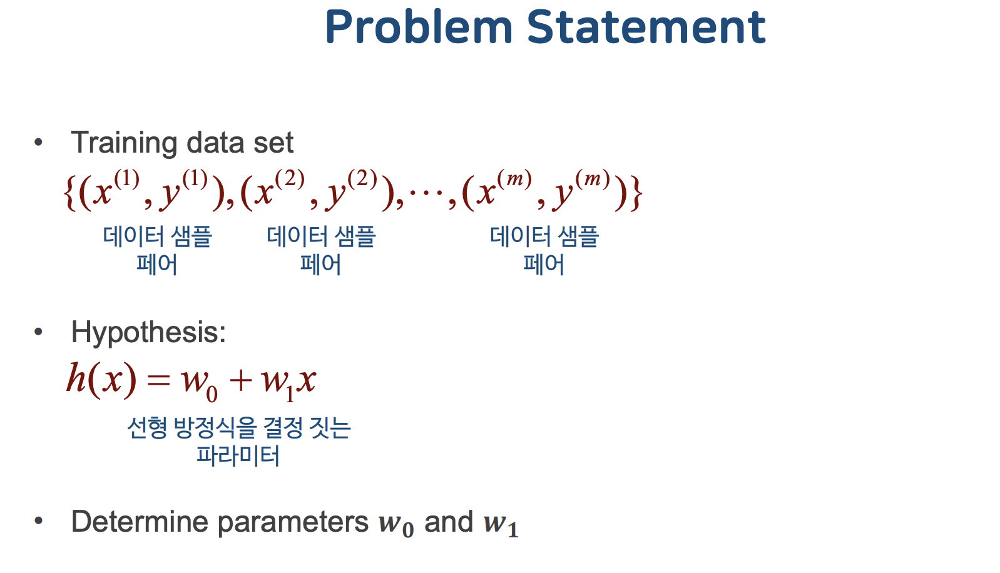 Problem Statement
• Training data set
{(x^(1), y^(1)), (x^(2), y^(2)), ⋯, (x^(m), y^(m))}
데이터 샘플 데이터 샘플 데이터 샘플
페어 페어 페어
• Hypothesis:
h(x) = w_0 + w_1x
선형 방정식을 결정 짓는
파라미터
• Determine parameters w_0 and w_1